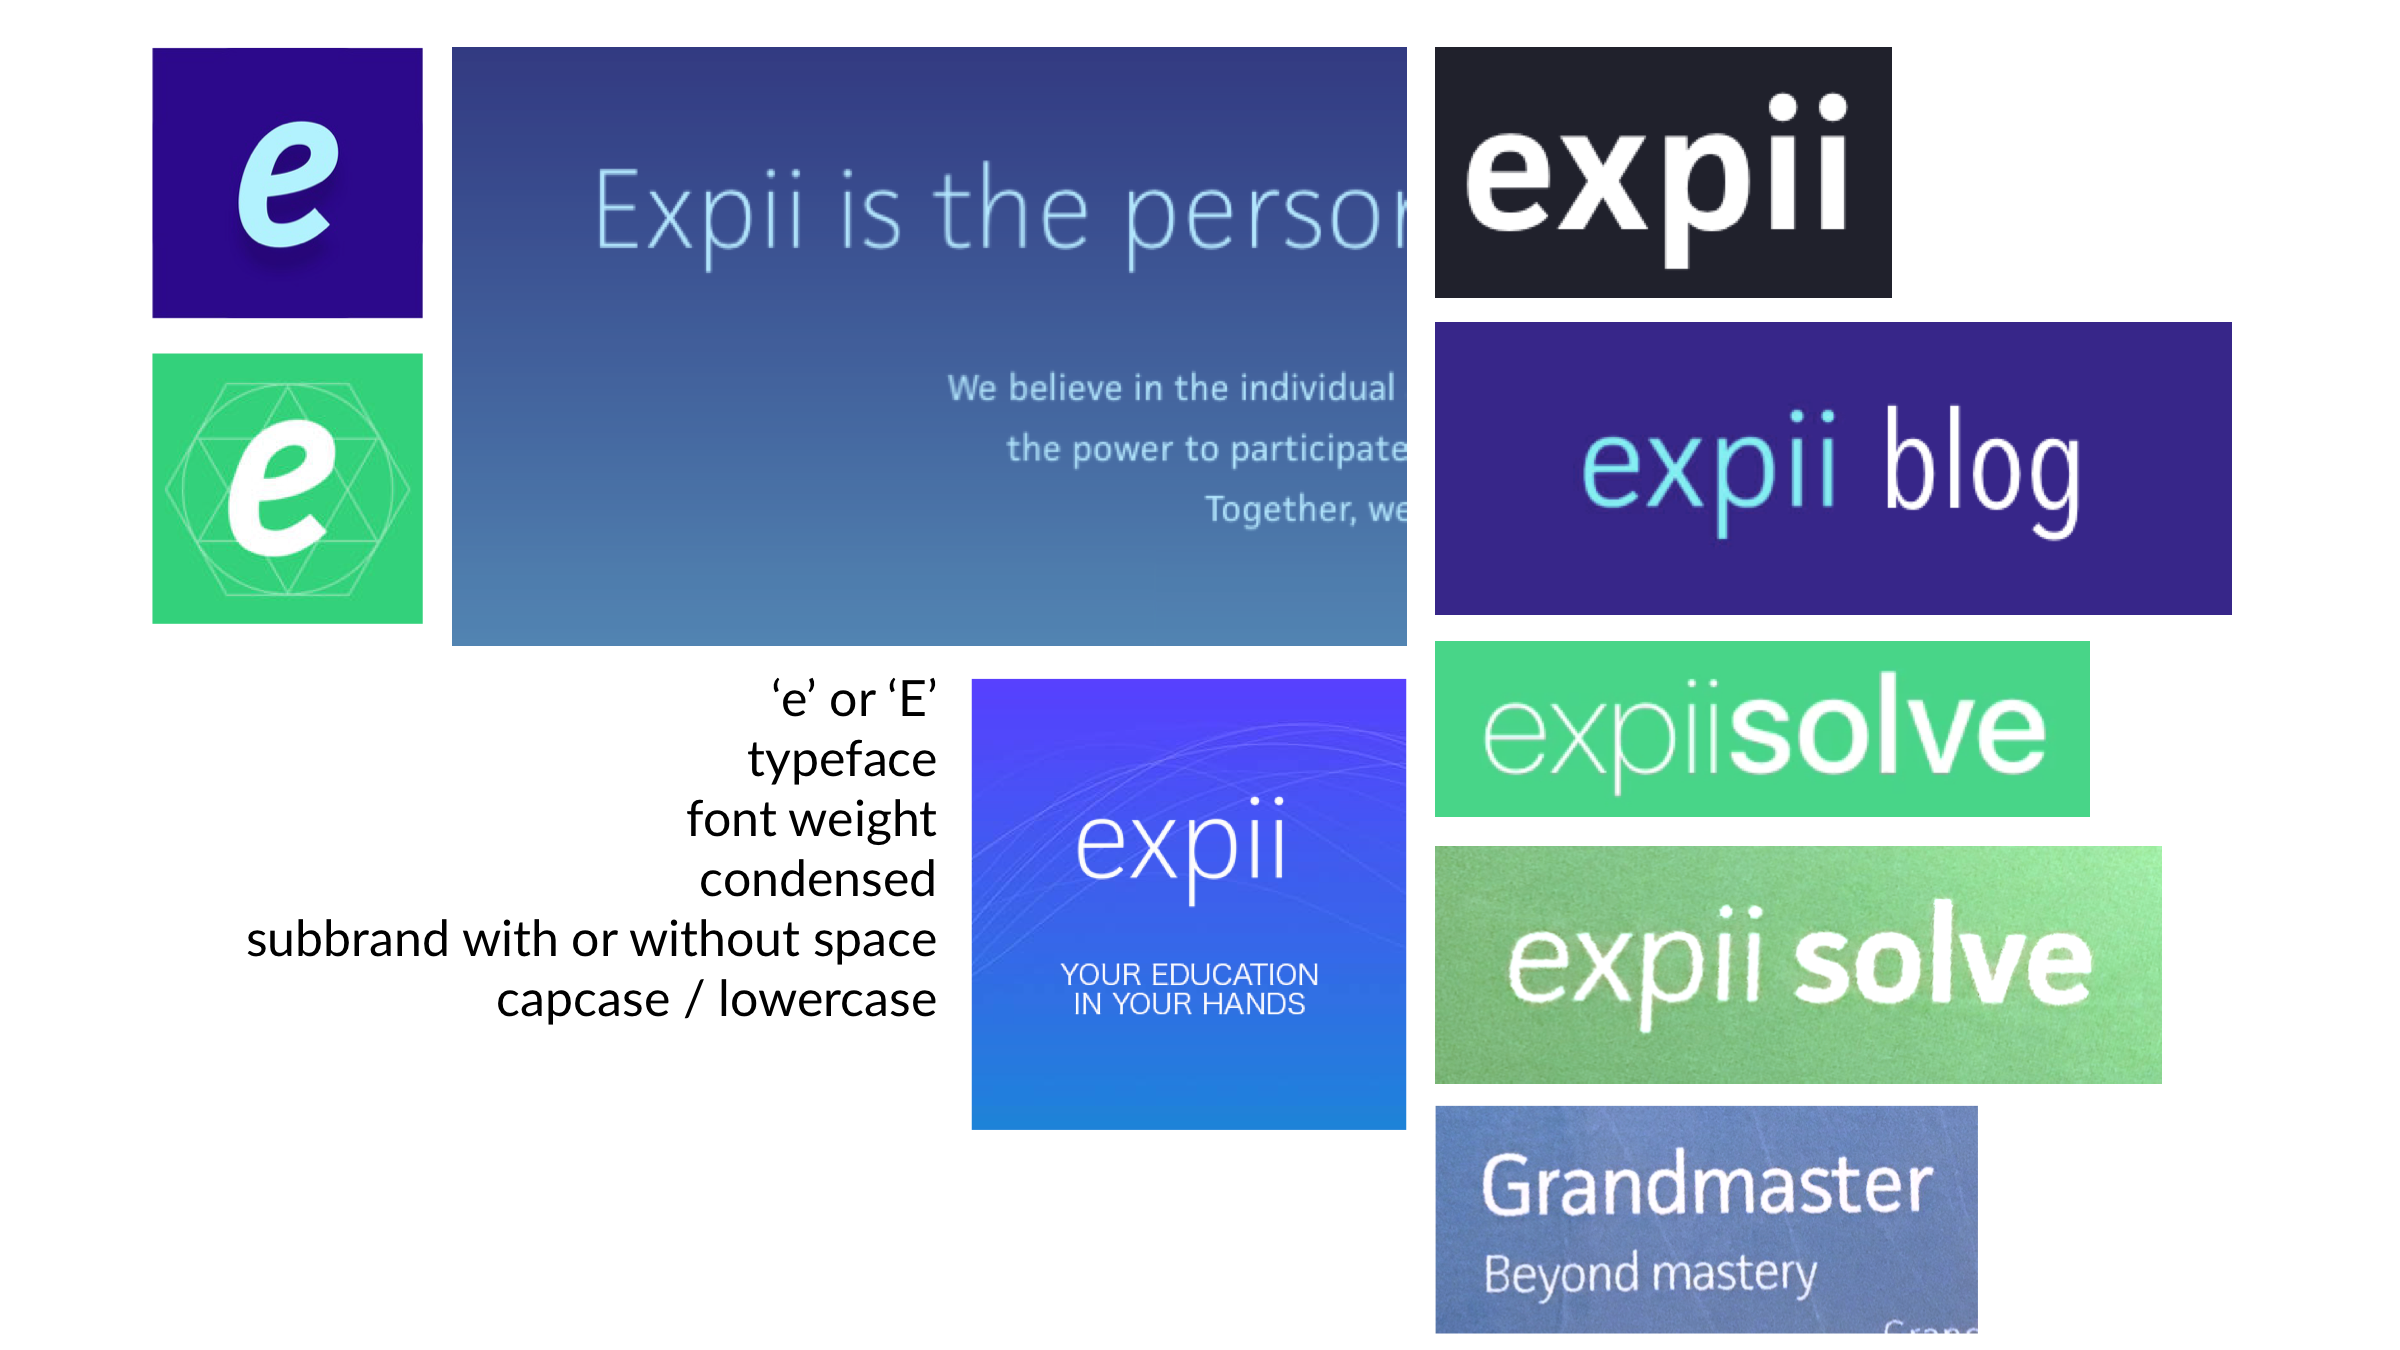 e
e
Expii is the
We believe in the individual
the power to participate
Together, we
expii
expii blog
expiisolve
expii solve
Grandmaster
Beyond mastery
‘e’ or ‘E’
typeface
font weight
condensed
subbrand with or without space
capcase / lowercase
expii
YOUR EDUCATION
IN YOUR HANDS